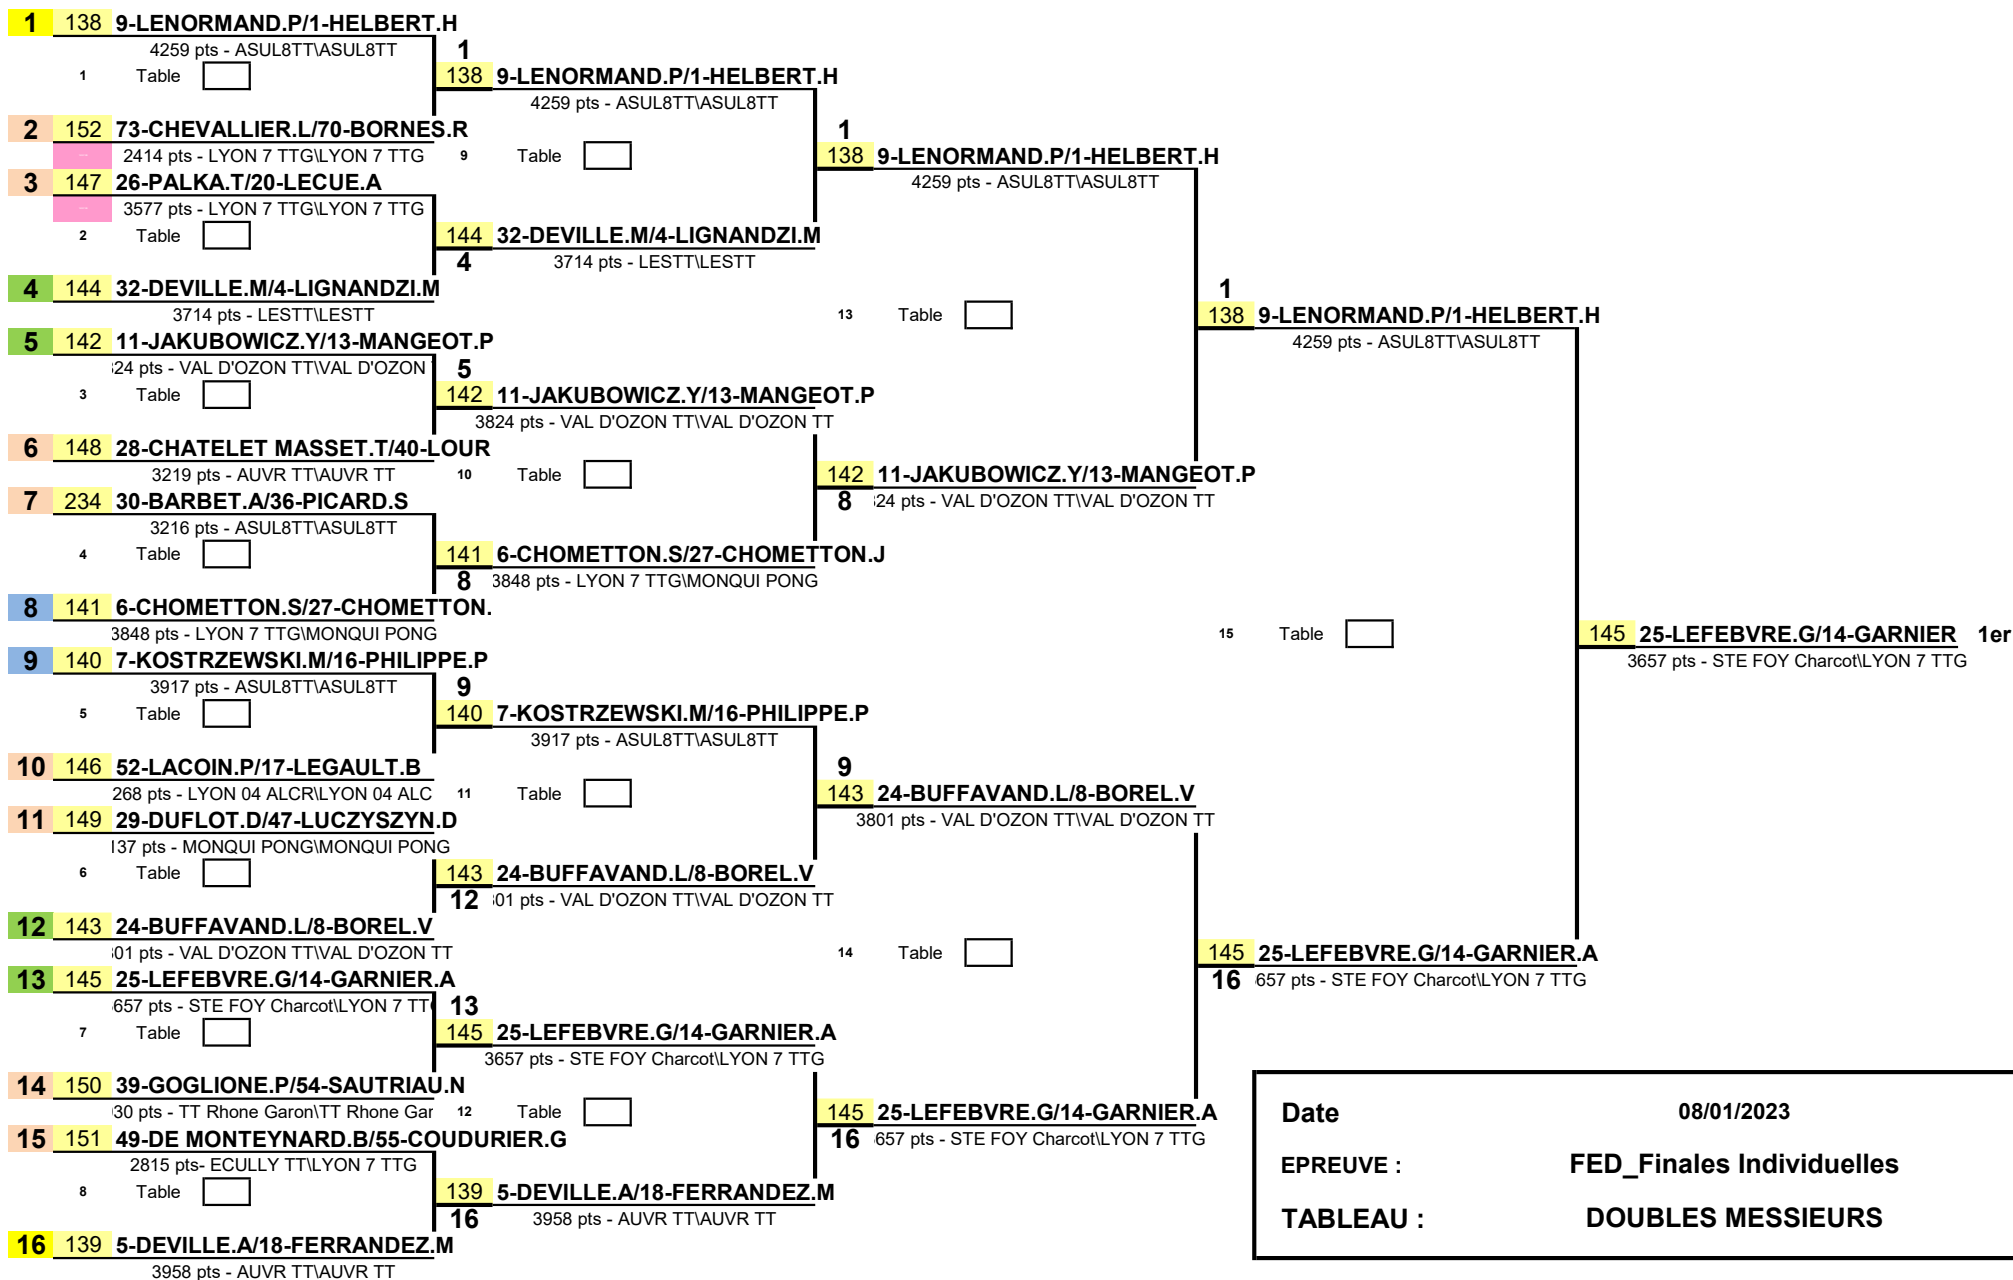 1 138 9-LENORMAND.P/1-HELBERT.H
4259 pts - ASUL8TT\ASUL8TT 1
1 Table 138 9-LENORMAND.P/1-HELBERT.H
4259 pts - ASUL8TT\ASUL8TT
2 152 73-CHEVALLIER.L/70-BORNES.R 1
2414 pts - LYON 7 TTG\LYON 7 TTG 9 Table 138 9-LENORMAND.P/1-HELBERT.H
3 147 26-PALKA.T/20-LECUE.A 4259 pts - ASUL8TT\ASUL8TT
3577 pts - LYON 7 TTG\LYON 7 TTG
2 Table 144 32-DEVILLE.M/4-LIGNANDZI.M
4 3714 pts - LESTT\LESTT
4 144 32-DEVILLE.M/4-LIGNANDZI.M 1
3714 pts - LESTT\LESTT 13 Table 138 9-LENORMAND.P/1-HELBERT.H
5 142 11-JAKUBOWICZ.Y/13-MANGEOT.P 4259 pts - ASUL8TT\ASUL8TT
24 pts - VAL D'OZON TT\VAL D'OZON 5
3 Table 142 11-JAKUBOWICZ.Y/13-MANGEOT.P
3824 pts - VAL D'OZON TT\VAL D'OZON TT
6 148 28-CHATELET MASSET.T/40-LOUR
3219 pts - AUVR TT\AUVR TT 10 Table 142 11-JAKUBOWICZ.Y/13-MANGEOT.P
7 234 30-BARBET.A/36-PICARD.S 8 24 pts - VAL D'OZON TT\VAL D'OZON TT
3216 pts - ASUL8TT\ASUL8TT
4 Table 141 6-CHOMETTON.S/27-CHOMETTON.J
8 3848 pts - LYON 7 TTG\MONQUI PONG
8 141 6-CHOMETTON.S/27-CHOMETTON.
3848 pts - LYON 7 TTG\MONQUI PONG 15 Table 145 25-LEFEBVRE.G/14-GARNIER 1er
9 140 7-KOSTRZEWSKI.M/16-PHILIPPE.P 3657 pts - STE FOY Charcot\LYON 7 TTG
3917 pts - ASUL8TT\ASUL8TT 9
5 Table 140 7-KOSTRZEWSKI.M/16-PHILIPPE.P
3917 pts - ASUL8TT\ASUL8TT
10 146 52-LACOIN.P/17-LEGAULT.B 9
268 pts - LYON 04 ALCR\LYON 04 ALC 11 Table 143 24-BUFFAVAND.L/8-BOREL.V
11 149 29-DUFLOT.D/47-LUCZYSZYN.D 3801 pts - VAL D'OZON TT\VAL D'OZON TT
137 pts - MONQUI PONG\MONQUI PONG
6 Table 143 24-BUFFAVAND.L/8-BOREL.V
12 01 pts - VAL D'OZON TT\VAL D'OZON TT
12 143 24-BUFFAVAND.L/8-BOREL.V
01 pts - VAL D'OZON TT\VAL D'OZON TT 14 Table 145 25-LEFEBVRE.G/14-GARNIER.A
13 145 25-LEFEBVRE.G/14-GARNIER.A 16 657 pts - STE FOY Charcot\LYON 7 TTG
657 pts - STE FOY Charcot\LYON 7 TT 13
7 Table 145 25-LEFEBVRE.G/14-GARNIER.A
3657 pts - STE FOY Charcot\LYON 7 TTG
14 150 39-GOGLIONE.P/54-SAUTRIAU.N
30 pts - TT Rhone Garon\TT Rhone Gar 12 Table 145 25-LEFEBVRE.G/14-GARNIER.A
15 151 49-DE MONTEYNARD.B/55-COUDURIER.G 16 657 pts - STE FOY Charcot\LYON 7 TTG
2815 pts- ECULLY TT\LYON 7 TTG
8 Table 139 5-DEVILLE.A/18-FERRANDEZ.M
16 3958 pts - AUVR TT\AUVR TT
16 139 5-DEVILLE.A/18-FERRANDEZ.M
3958 pts - AUVR TT\AUVR TT
Date 08/01/2023
EPREUVE : FED_Finales Individuelles
TABLEAU : DOUBLES MESSIEURS